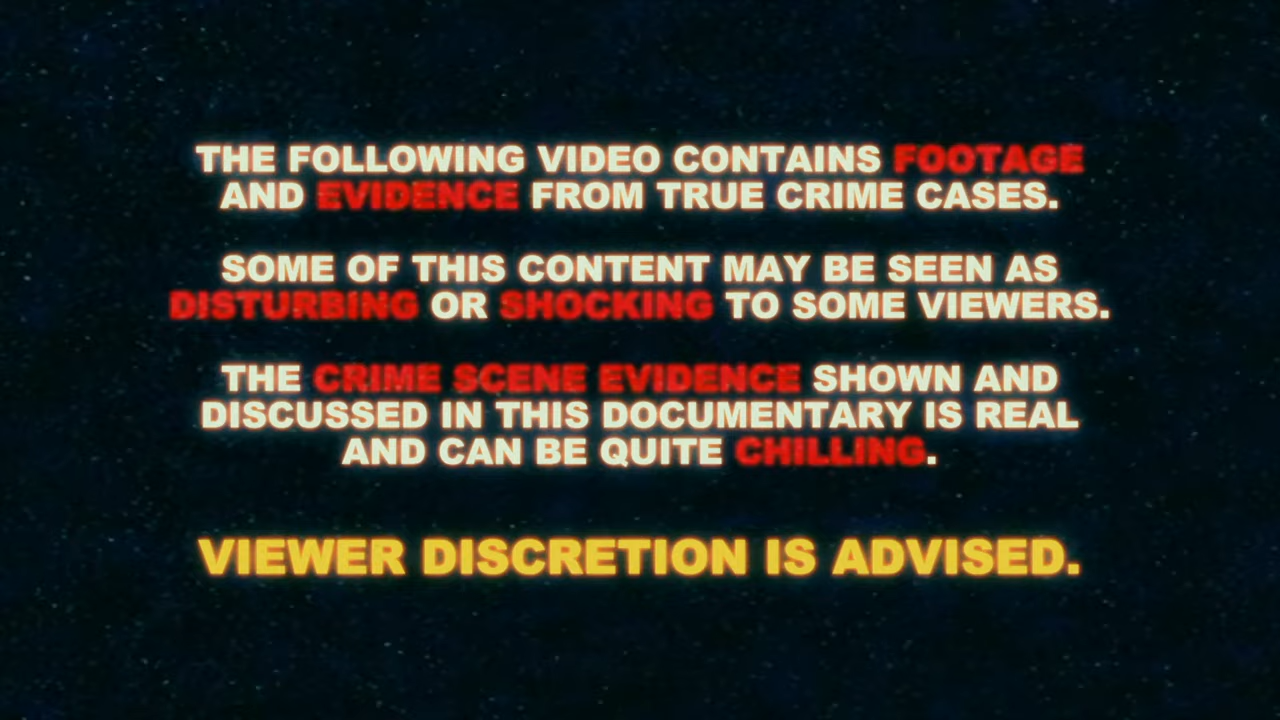 THE FOLLOWING VIDEO CONTAINS FOOTAGE
AND EVIDENCE FROM TRUE CRIME CASES.
SOME OF THIS CONTENT MAY BE SEEN AS
DISTURBING OR SHOCKING TO SOME VIEWERS.
THE CRIME SCENE EVIDENCE SHOWN AND
DISCUSSED IN THIS DOCUMENTARY IS REAL
AND CAN BE QUITE CHILLING.
VIEWER DISCRETION IS ADVISED.